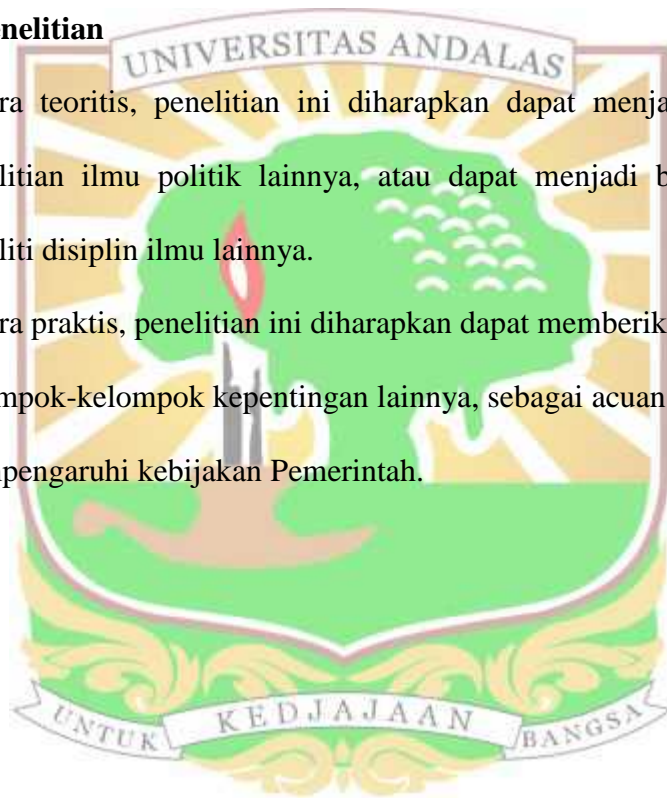 enelitian
UNIVERSITAS ANDALAS
ra teoritis, penelitian ini diharapkan dapat menja
litian ilmu politik lainnya, atau dapat menjadi b
liti disiplin ilmu lainnya.
ra praktis, penelitian ini diharapkan dapat memberik
mpok-kelompok kepentingan lainnya, sebagai acuan
npengaruhi kebijakan Pemerintah.
UNTUK KEDJAJAAN BANGSA